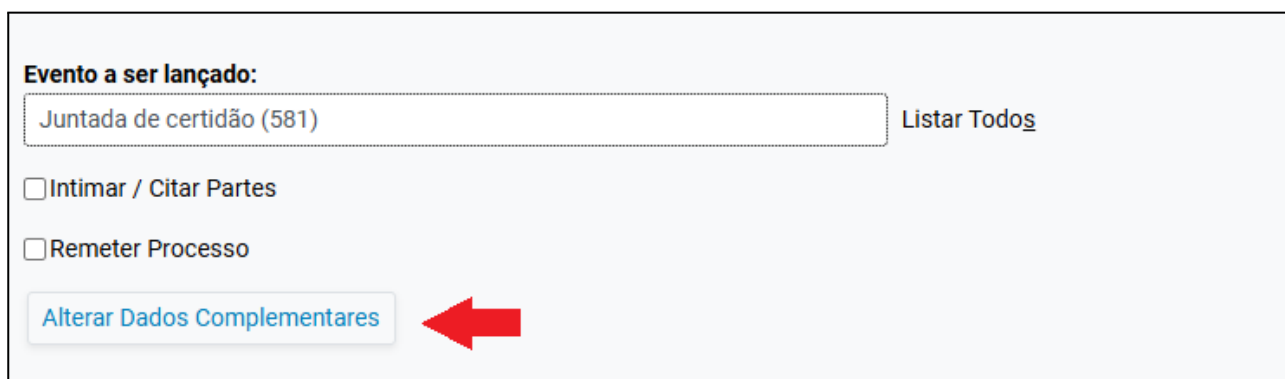 Evento a ser lançado:
Juntada de certidão (581) Listar Todos
Intimar / Citar Partes
Remeter Processo
Alterar Dados Complementares